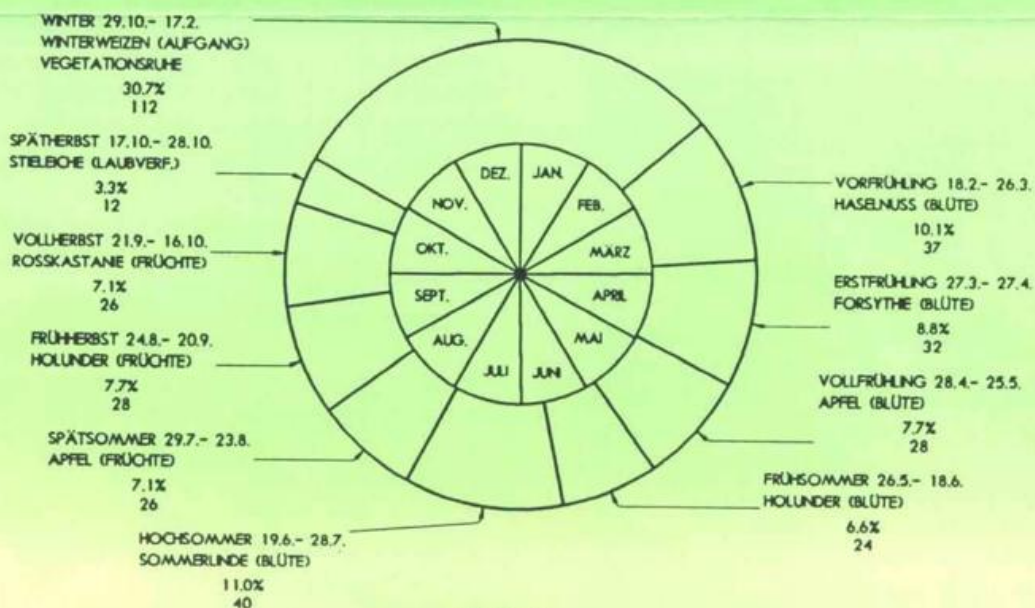 WINTER 29.10.- 17.2.
WINTERWEIZEN (AUFGANG)
VEGETATIONSRUHE
30.7%
112
SPÄTHERBST 17.10.- 28.10.
STIELEICHE (LAUBVERF.)
3.3%
12
VOLLHERBST 21.9.- 16.10.
ROSSKASTANIE (FRÜCHTE)
7.1%
26
FRÜHHERBST 24.8.- 20.9.
HOLUNDER (FRÜCHTE)
7.7%
28
SPÄTSOMMER 29.7.- 23.8.
APFEL (FRÜCHTE)
7.1%
26
HOCHSOMMER 19.6.- 28.7.
SOMMERLINDE (BLÜTE)
11.0%
40
DEZ.
JAN.
NOV.
FEB.
OKT.
MÄRZ
SEPT.
APRIL
AUG.
MAI
JULI
JUNI
VORFRÜHLING 18.2.- 26.3.
HASELNUSS (BLÜTE)
10.1%
37
ERSTFRÜHLING 27.3.- 27.4.
FORSYTHIE (BLÜTE)
8.8%
32
VOLLFRÜHLING 28.4.- 25.5.
APFEL (BLÜTE)
7.7%
28
FRÜHSOMMER 26.5.- 18.6.
HOLUNDER (BLÜTE)
6.6%
24